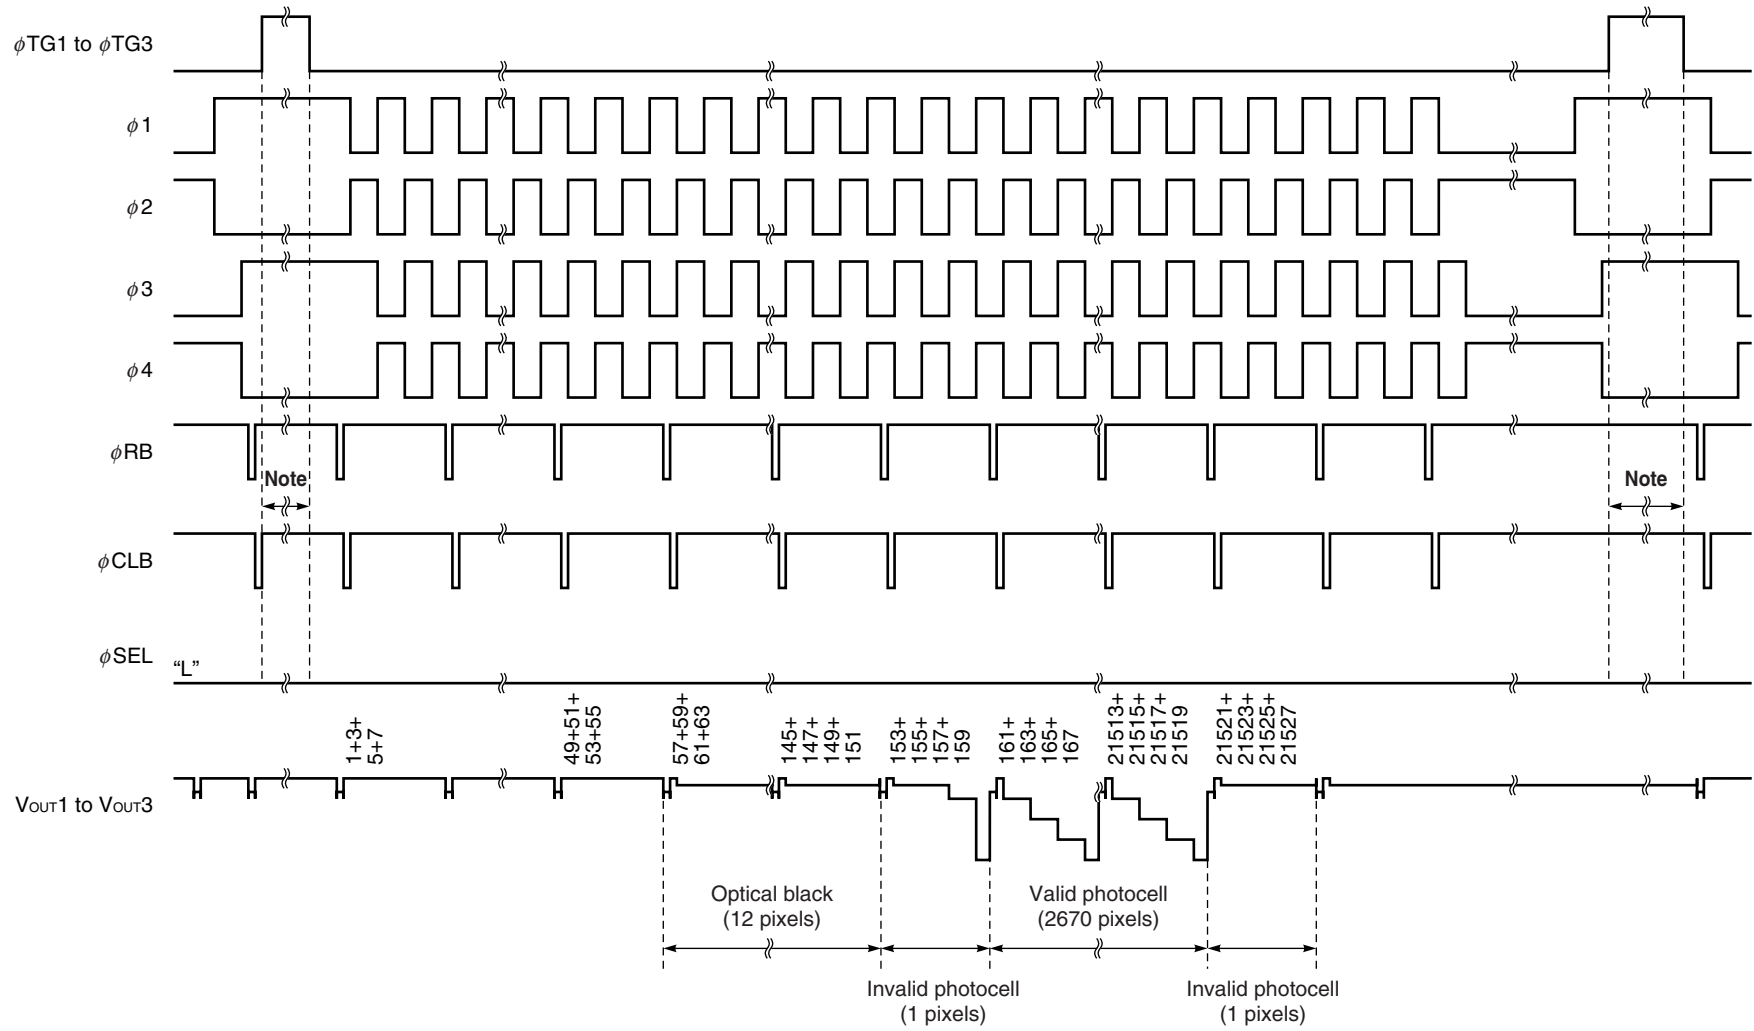 φTG1 to φTG3
φ1
φ2
φ3
φ4
φRB
Note
Note
φCLB
φSEL
“L”
1+3+
5+7
49+51+
53+55
57+59+
61+63
145+
147+
149+
151
153+
155+
157+
159
161+
163+
165+
167
21513+
21515+
21517+
21519
21521+
21523+
21525+
21527
VOUT1 to VOUT3
Optical black
(12 pixels)
Valid photocell
(2670 pixels)
Invalid photocell
(1 pixels)
Invalid photocell
(1 pixels)